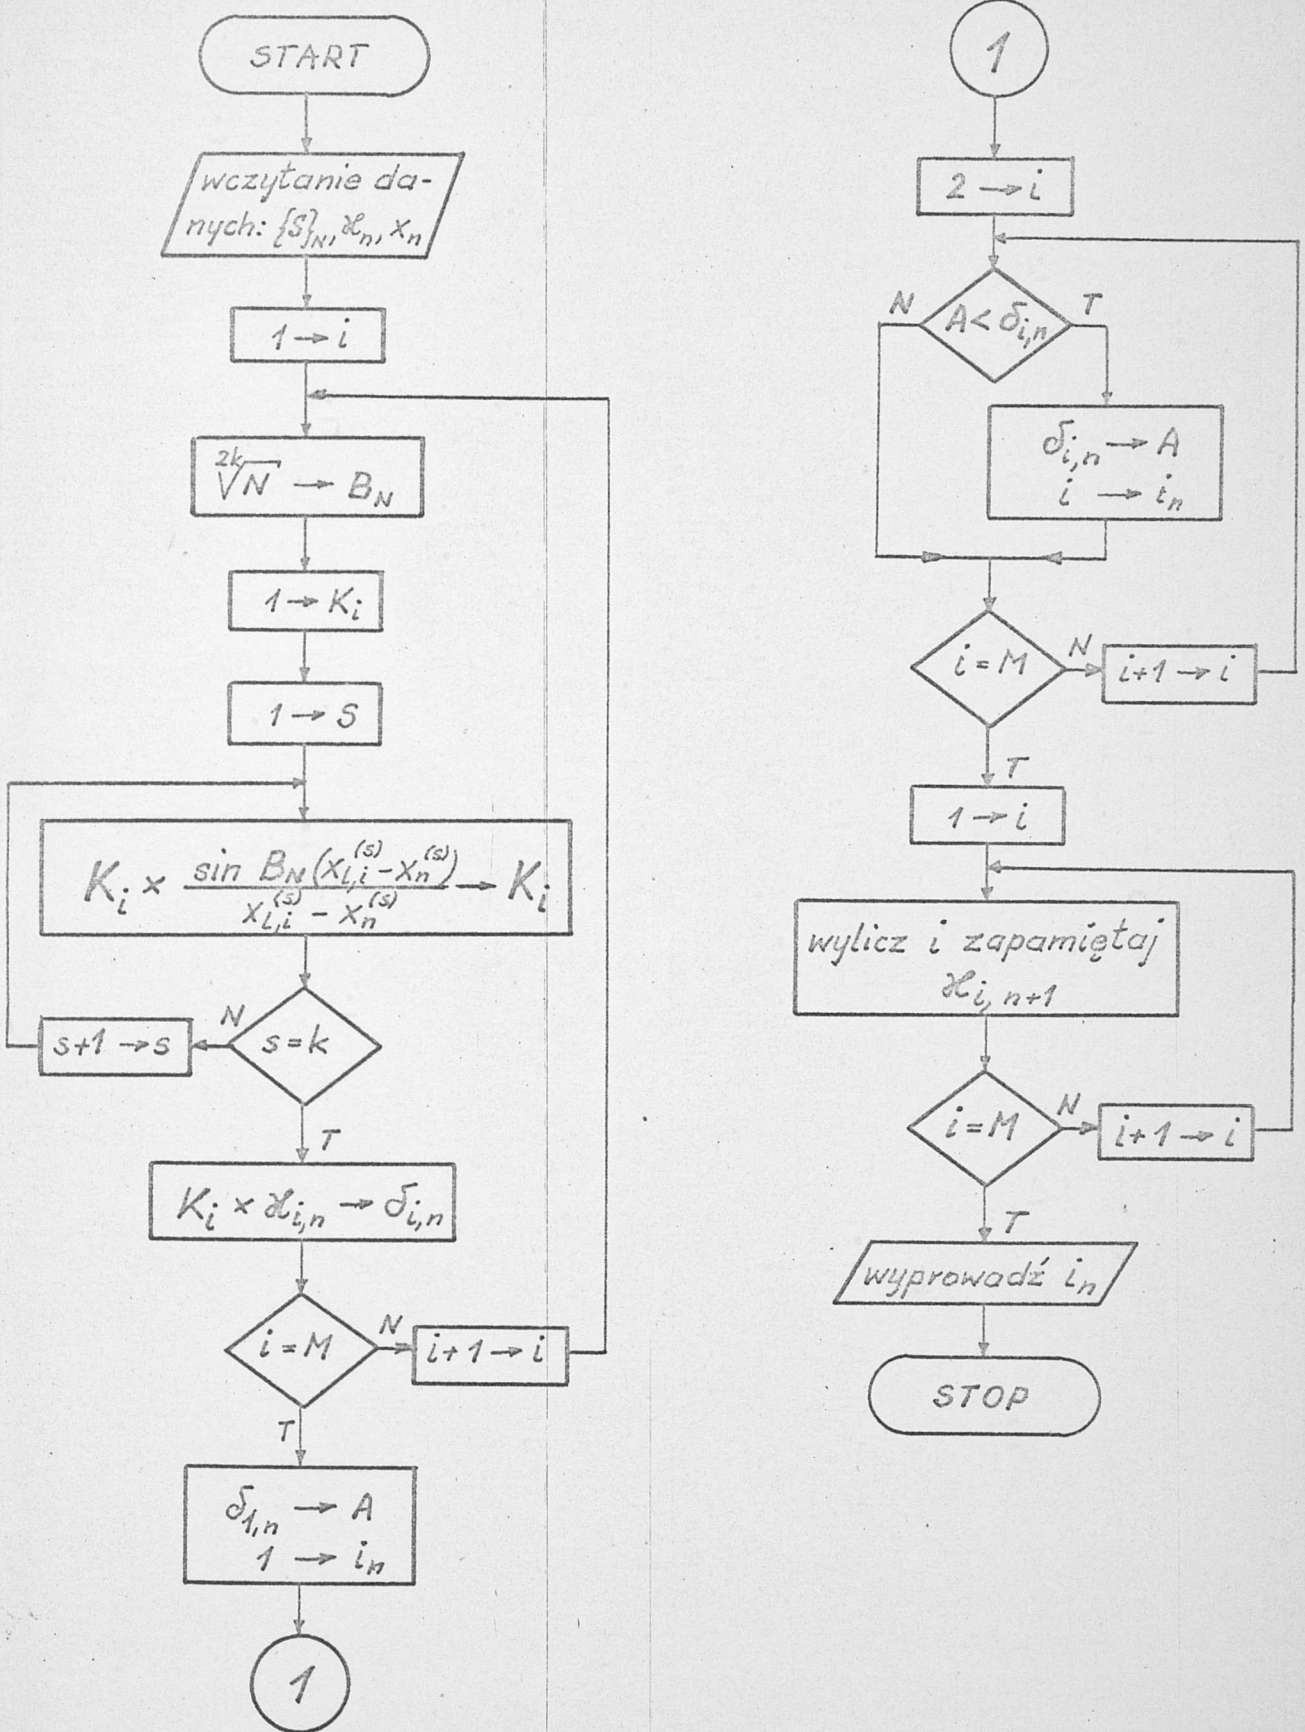 START
wczytanie da-
nych: {S}_N, ϰ_n, x_n
1 → i
2k√N → B_N
1 → K_i
1 → S
K_i × sin B_N (x_{l,i}^{(s)} - x_n^{(s)}) / x_{l,i}^{(s)} - x_n^{(s)} → K_i
N
s+1 → s
s = k
T
K_i × ϰ_{i,n} → δ_{i,n}
i = M
N
i+1 → i
T
δ_{1,n} → A
1 → i_n
1
1
2 → i
N
A < δ_{i,n}
T
δ_{i,n} → A
i → i_n
i = M
N
i+1 → i
T
1 → i
wylicz i zapamiętaj
ϰ_{i,n+1}
i = M
N
i+1 → i
T
wyprowadź i_n
STOP